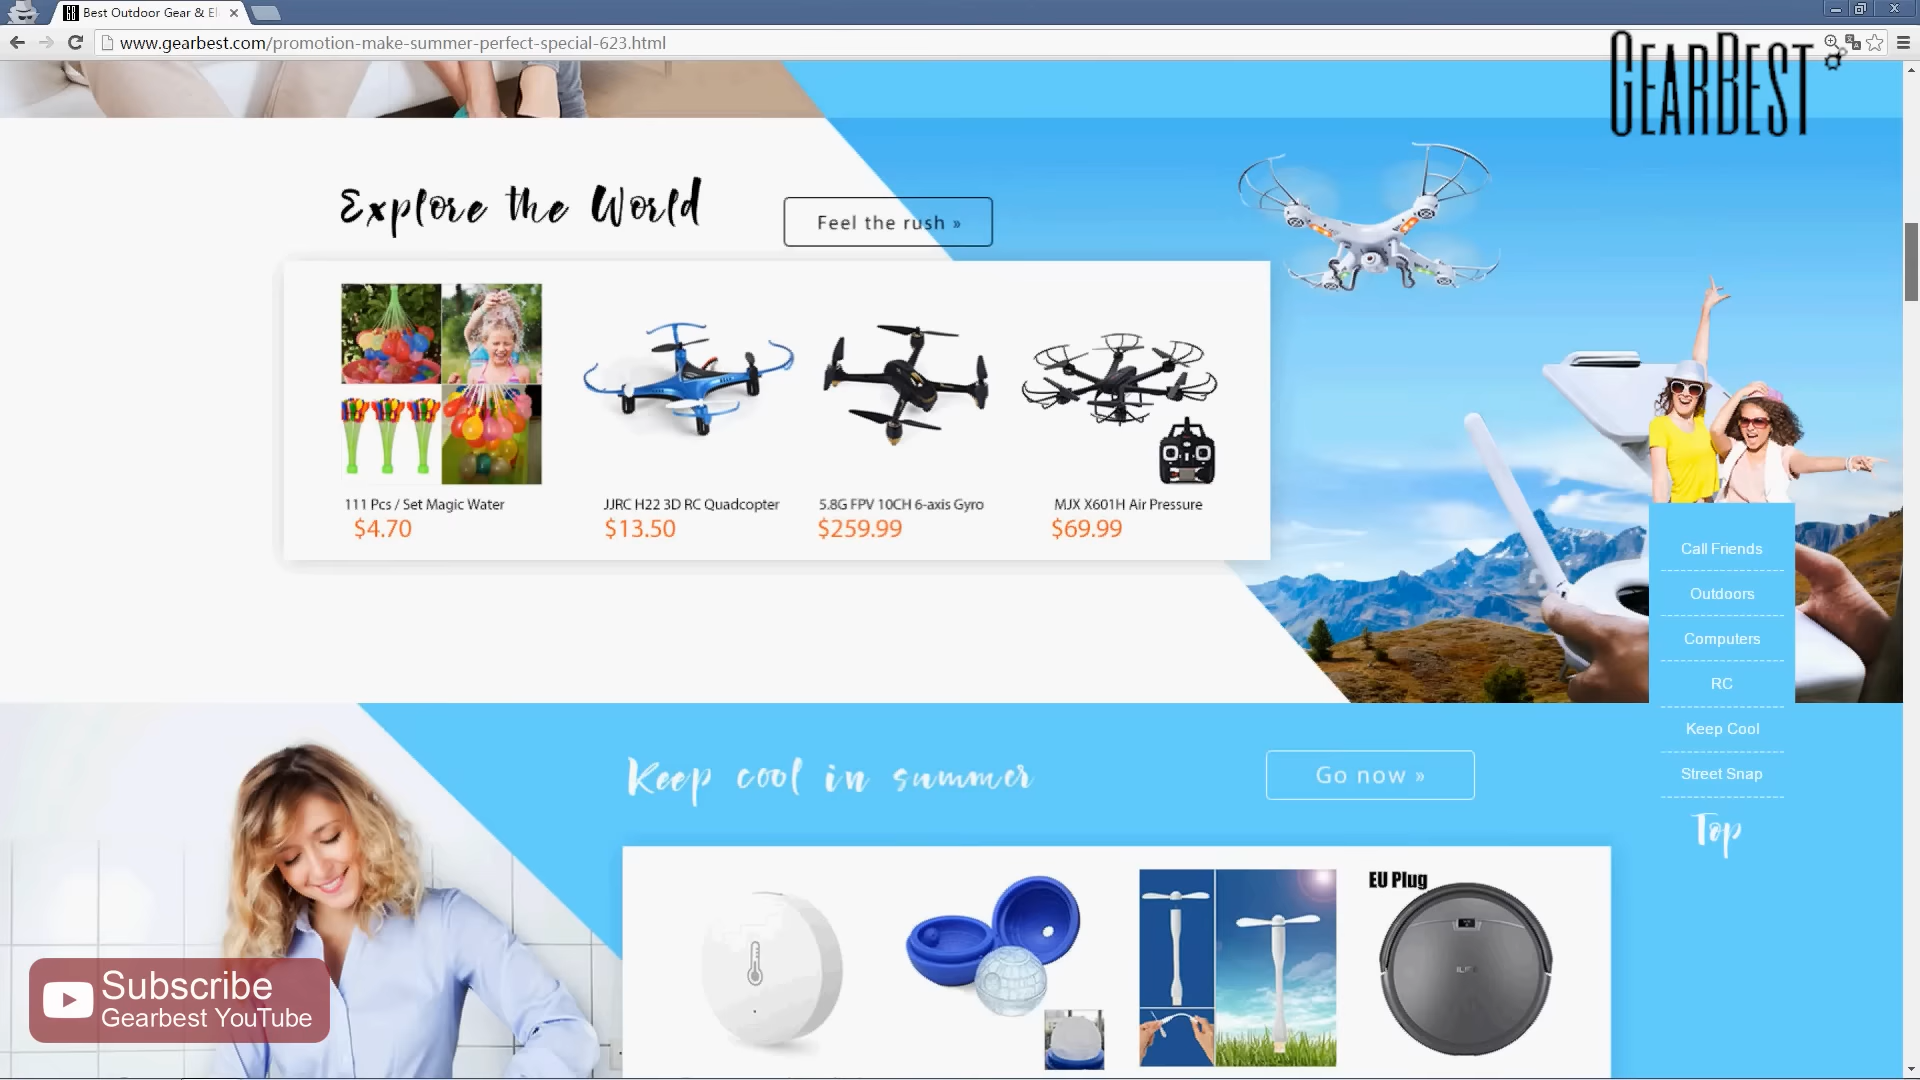 Best Outdoor Gear & El
www.gearbest.com/promotion-make-summer-perfect-special-623.html
GEARBEST
Explore the World
Feel the rush »
111 Pcs / Set Magic Water
$4.70
JJRC H22 3D RC Quadcopter
$13.50
5.8G FPV 10CH 6-axis Gyro
$259.99
MJX X601H Air Pressure
$69.99
Call Friends
Outdoors
Computers
RC
Keep Cool
Street Snap
Top
Keep cool in summer
Go now »
EU Plug
Subscribe
Gearbest YouTube